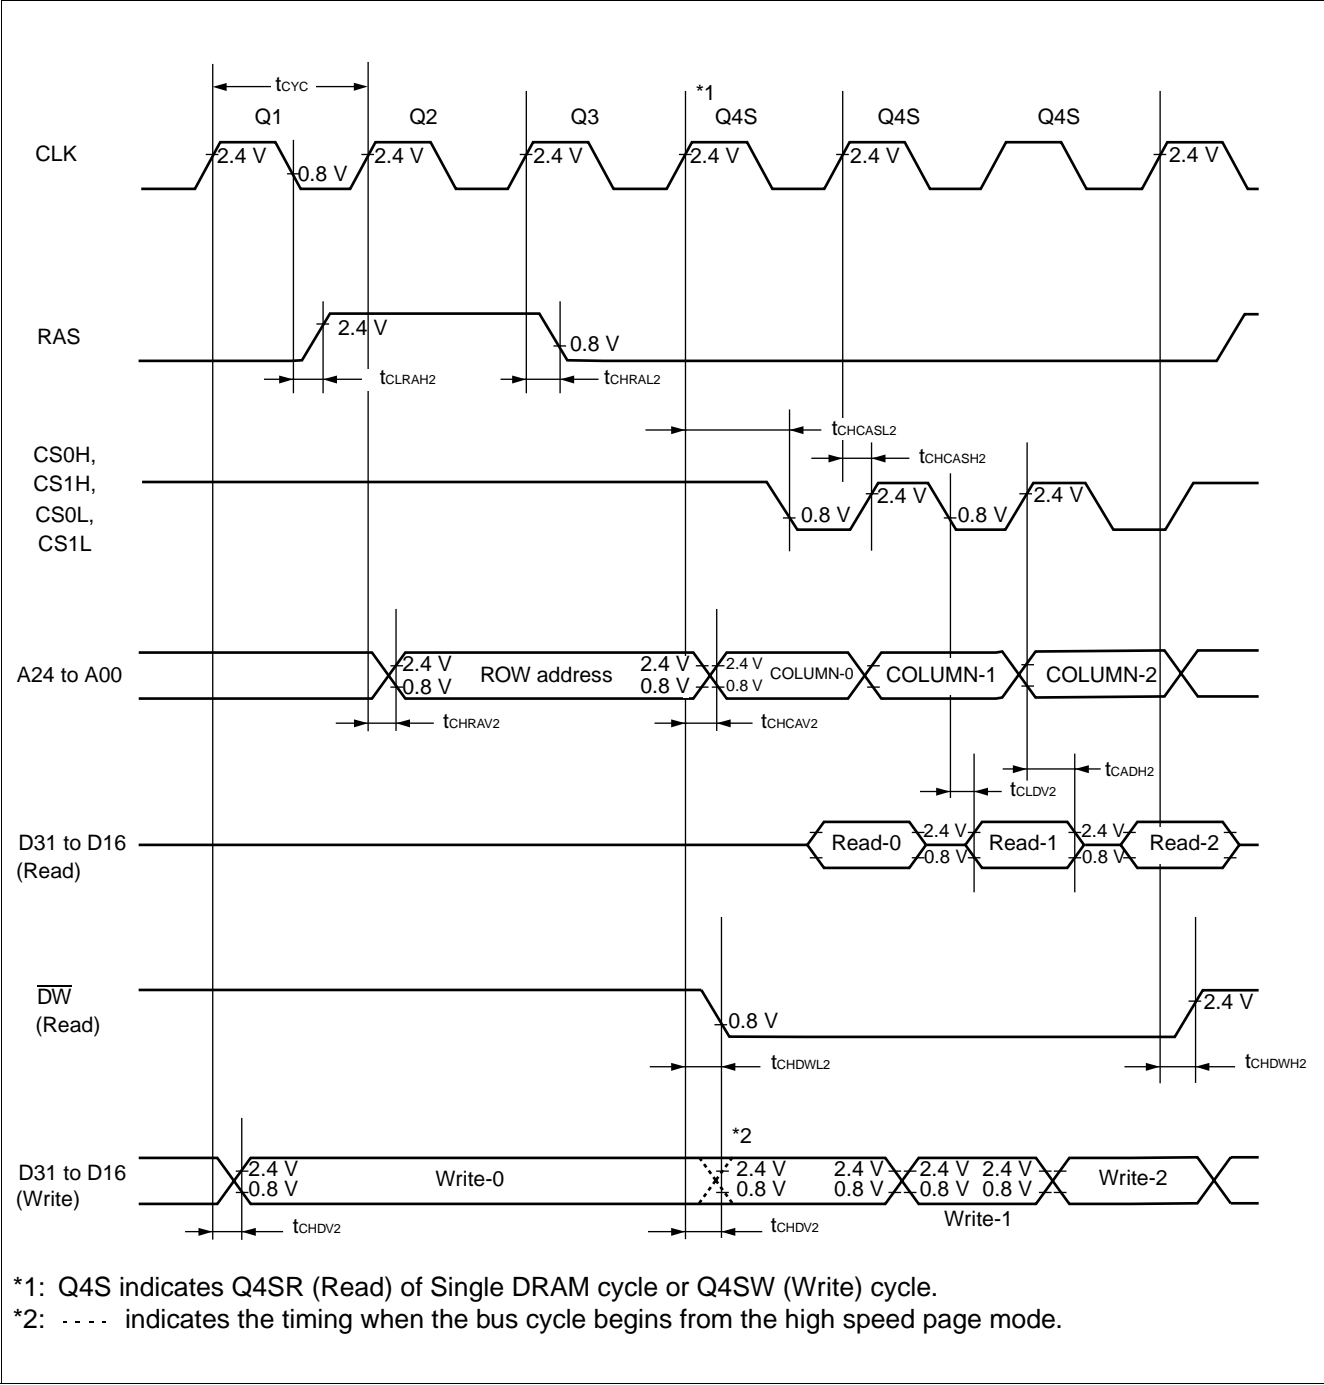 tCYC
*1
Q1 Q2 Q3 Q4S Q4S Q4S
CLK
2.4 V 0.8 V 2.4 V 2.4 V 2.4 V 2.4 V 2.4 V
RAS
2.4 V 0.8 V
tCLRAH2 tCHRAL2
tCHCASL2
tCHCASH2
CS0H,
CS1H,
CS0L,
CS1L
2.4 V 2.4 V
0.8 V 0.8 V
A24 to A00
2.4 V ROW address 2.4 V 2.4 V COLUMN-0 COLUMN-1 COLUMN-2
0.8 V 0.8 V 0.8 V
tCHRAV2 tCHCAV2
tCADH2
tCLDV2
D31 to D16
(Read)
Read-0 2.4 V Read-1 2.4 V Read-2
0.8 V 0.8 V
DW
(Read)
0.8 V 2.4 V
tCHDWL2 tCHDWH2
*2
D31 to D16
(Write)
2.4 V Write-0 2.4 V 2.4 V 2.4 V 2.4 V Write-2
0.8 V 0.8 V 0.8 V 0.8 V 0.8 V
Write-1
tCHDV2 tCHDV2
*1: Q4S indicates Q4SR (Read) of Single DRAM cycle or Q4SW (Write) cycle.
*2: ---- indicates the timing when the bus cycle begins from the high speed page mode.